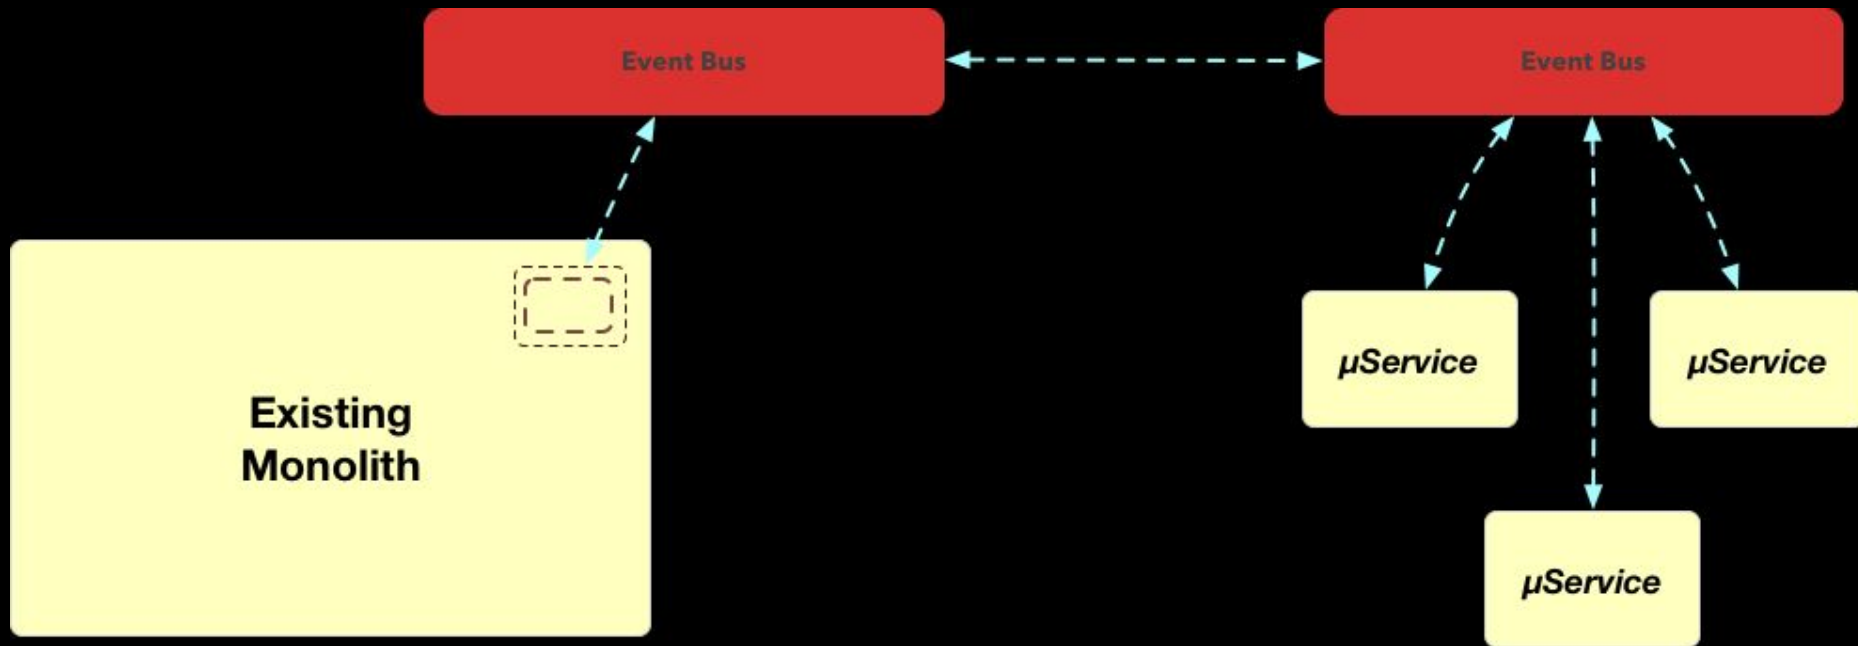 Event Bus
Event Bus
Existing
Monolith
µService
µService
µService